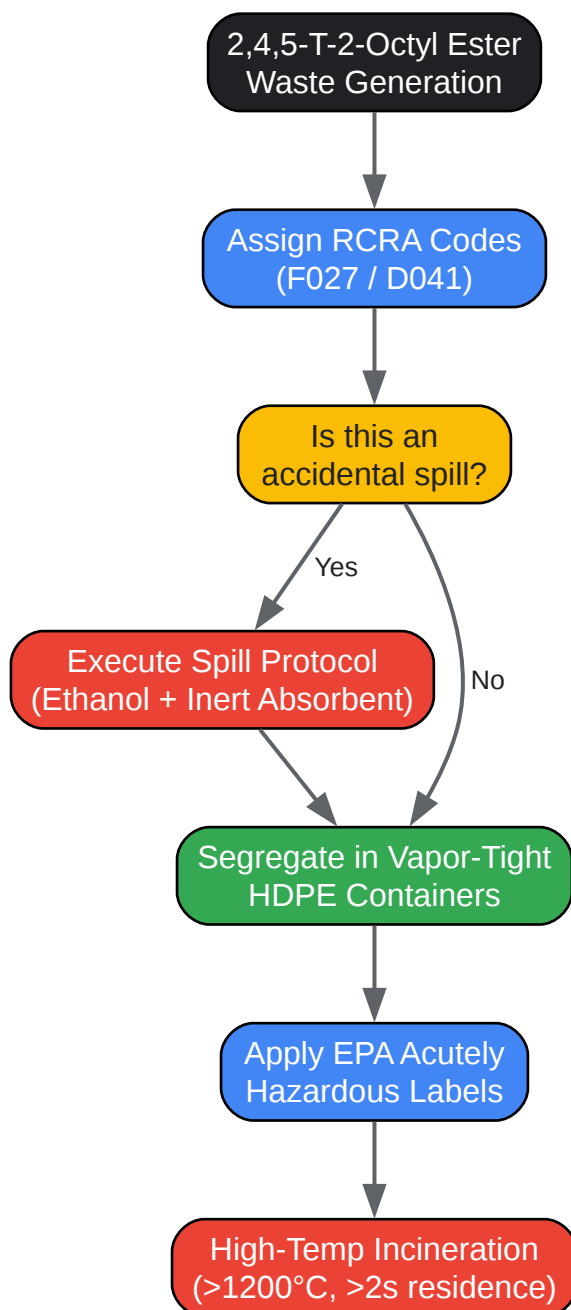 2,4,5-T-2-Octyl Ester
Waste Generation
Assign RCRA Codes
(F027 / D041)
Is this an
accidental spill?
Yes
Execute Spill Protocol
(Ethanol + Inert Absorbent)
No
Segregate in Vapor-Tight
HDPE Containers
Apply EPA Acutely
Hazardous Labels
High-Temp Incineration
(>1200°C, >2s residence)